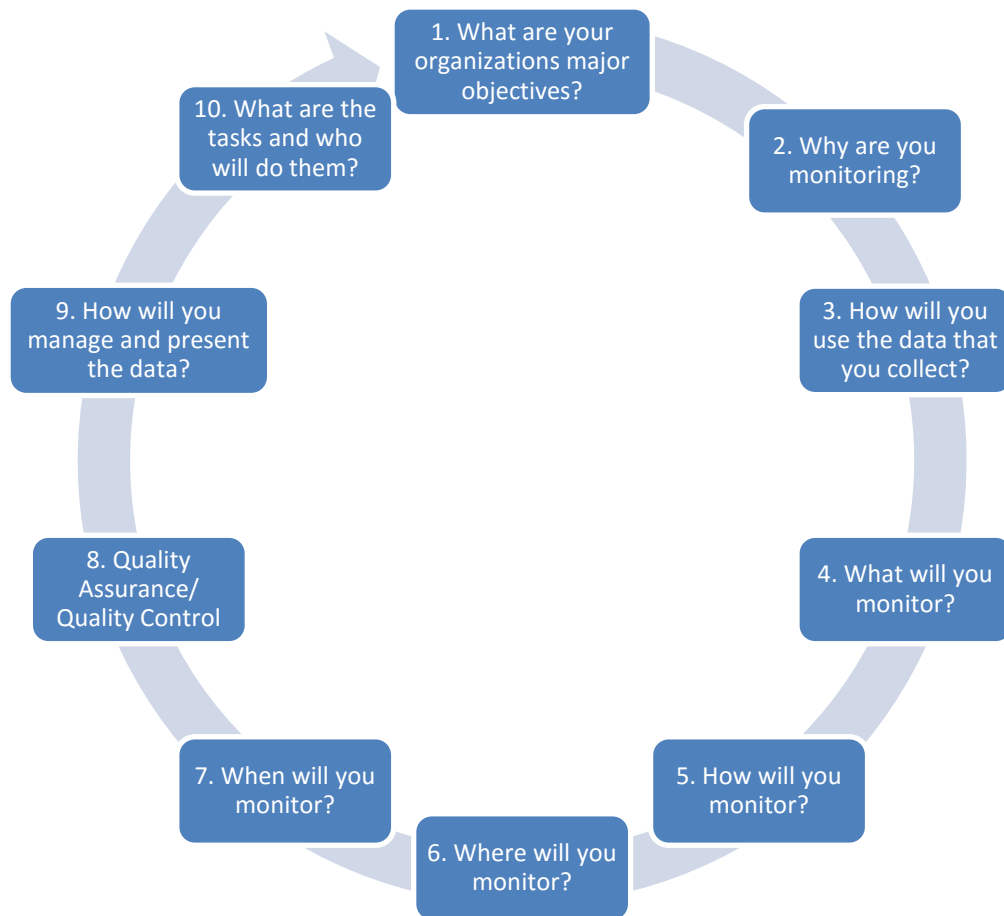 1. What are your
organizations major
objectives?
2. Why are you
monitoring?
3. How will you
use the data that
you collect?
4. What will you
monitor?
5. How will you
monitor?
6. Where will you
monitor?
7. When will you
monitor?
8. Quality
Assurance/
Quality Control
9. How will you
manage and present
the data?
10. What are the
tasks and who
will do them?